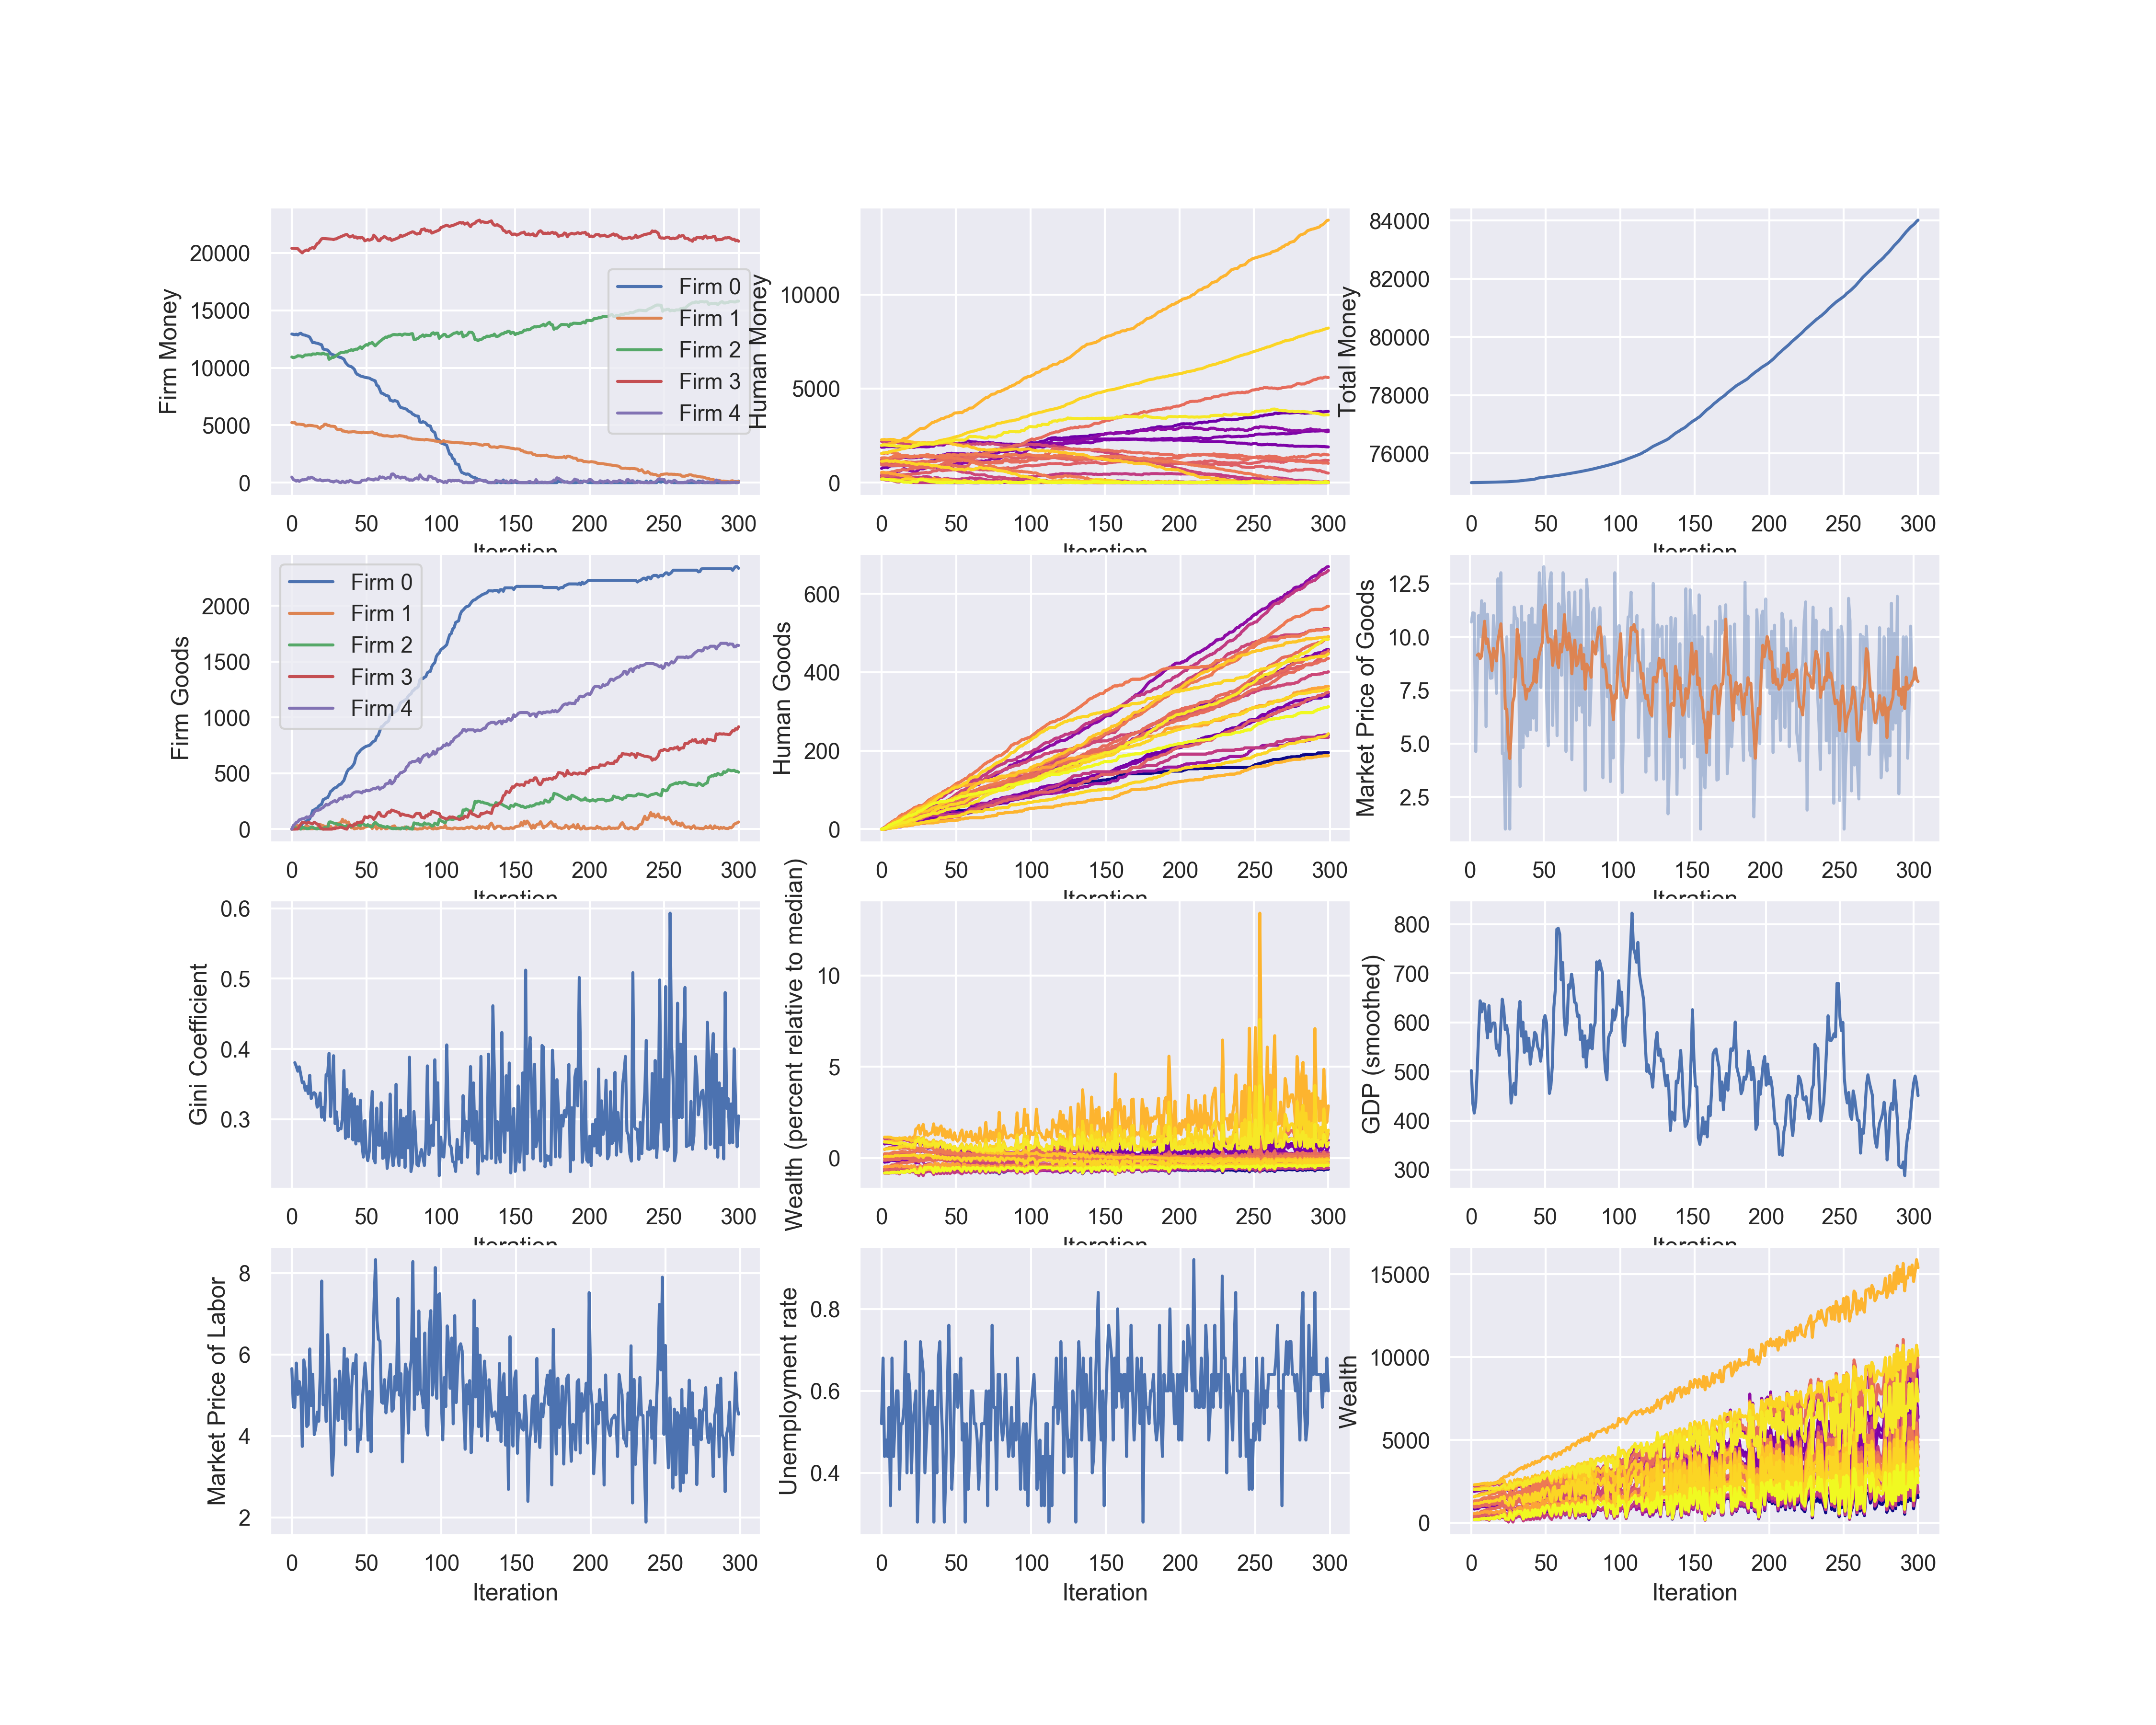 Firm Money
20000
15000
10000
5000
0
Firm 0
Firm 1
Firm 2
Firm 3
Firm 4
0 50 100 150 200 250 300
Iteration
Human Money
10000
5000
0
0 50 100 150 200 250 300
Iteration
Total Money
84000
82000
80000
78000
76000
0 50 100 150 200 250 300
Iteration
Firm Goods
2000
1500
1000
500
0
Firm 0
Firm 1
Firm 2
Firm 3
Firm 4
0 50 100 150 200 250 300
Iteration
Human Goods
600
400
200
0
0 50 100 150 200 250 300
Iteration
Market Price of Goods
12.5
10.0
7.5
5.0
2.5
0 50 100 150 200 250 300
Iteration
Gini Coefficient
0.6
0.5
0.4
0.3
0 50 100 150 200 250 300
Iteration
Wealth (percent relative to median)
10
5
0
0 50 100 150 200 250 300
Iteration
GDP (smoothed)
800
700
600
500
400
300
0 50 100 150 200 250 300
Iteration
Market Price of Labor
8
6
4
2
0 50 100 150 200 250 300
Iteration
Unemployment rate
0.8
0.6
0.4
0 50 100 150 200 250 300
Iteration
Wealth
15000
10000
5000
0
0 50 100 150 200 250 300
Iteration